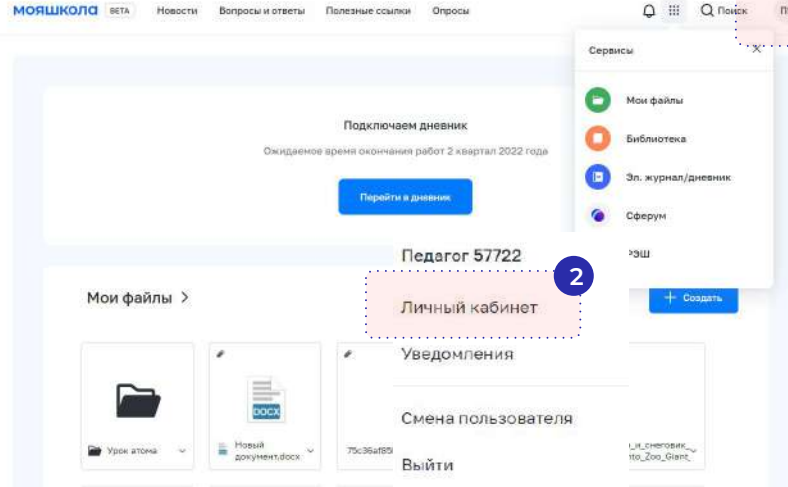 МОЯШКОЛА BETA Новости Вопросы и ответы Полезные ссылки Опросы Поиск
Сервисы
Мои файлы
Библиотека
Эл. журнал/дневник
Сферум
РЭШ
Подключаем дневник
Ожидаемое время окончания работ 2 квартал 2022 года
Перейти в дневник
Педагог 57722
2
Личный кабинет
Уведомления
Смена пользователя
Выйти
Мои файлы >
+ Создать
Урок атома
DOCX
Новый
документ.docx